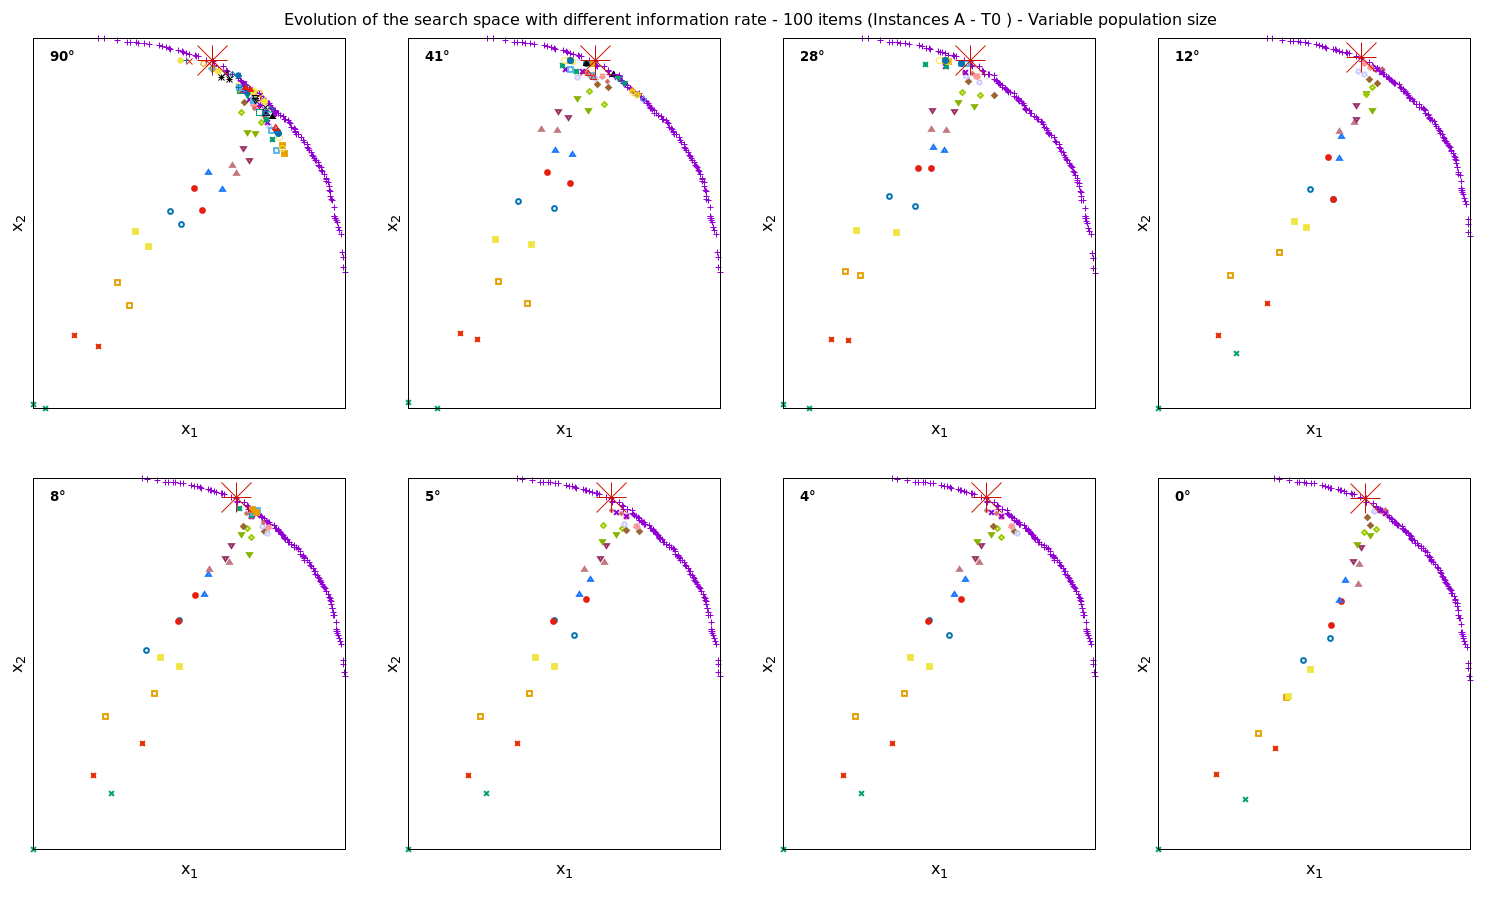 Evolution of the search space with different information rate - 100 items (Instances A - T0 ) - Variable population size
90°
41°
28°
12°
x2
x2
x2
x2
x1
x1
x1
x1
8°
5°
4°
0°
x2
x2
x2
x2
x1
x1
x1
x1